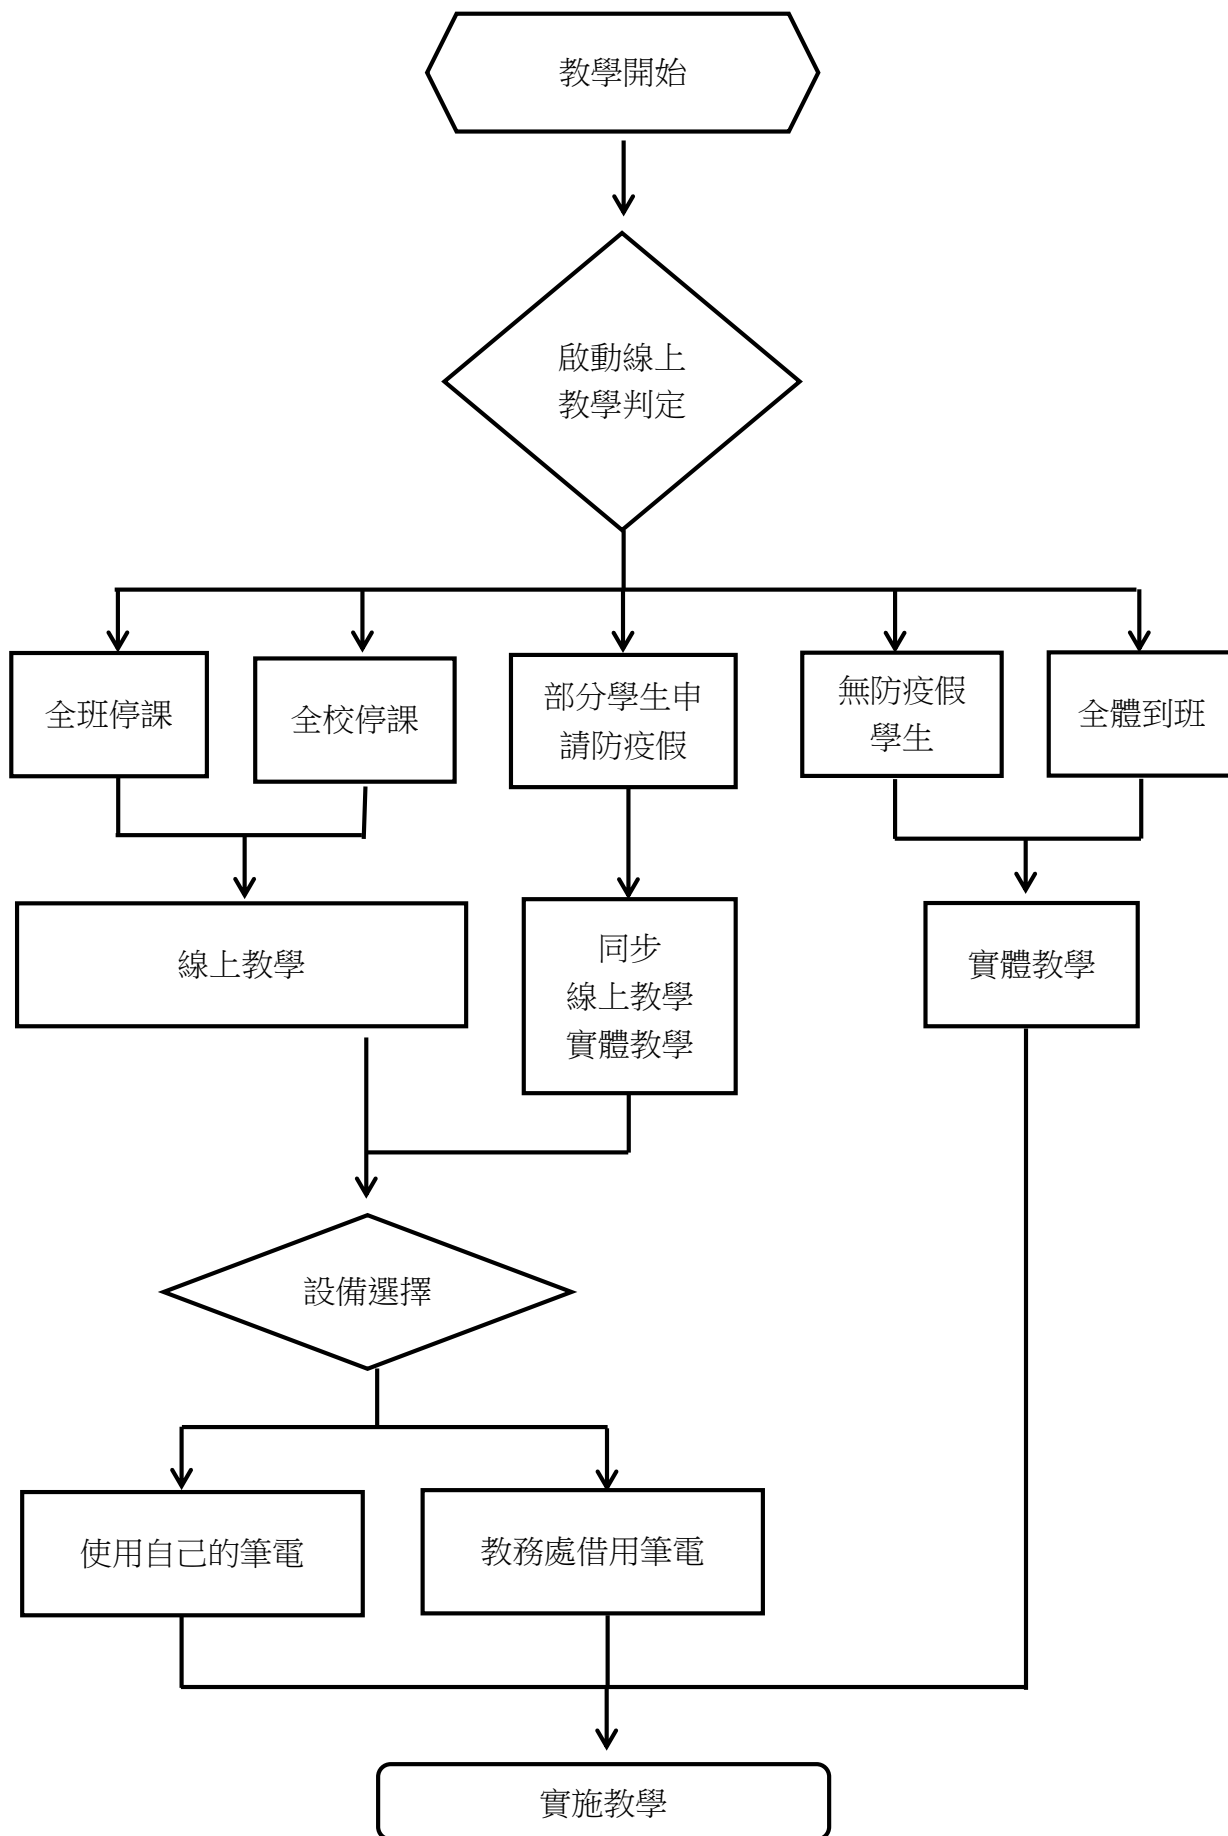 教學開始
啟動線上
教學判定
全班停課
全校停課
部分學生申
請防疫假
無防疫假
學生
全體到班
線上教學
同步
線上教學
實體教學
實體教學
設備選擇
使用自己的筆電
教務處借用筆電
實施教學